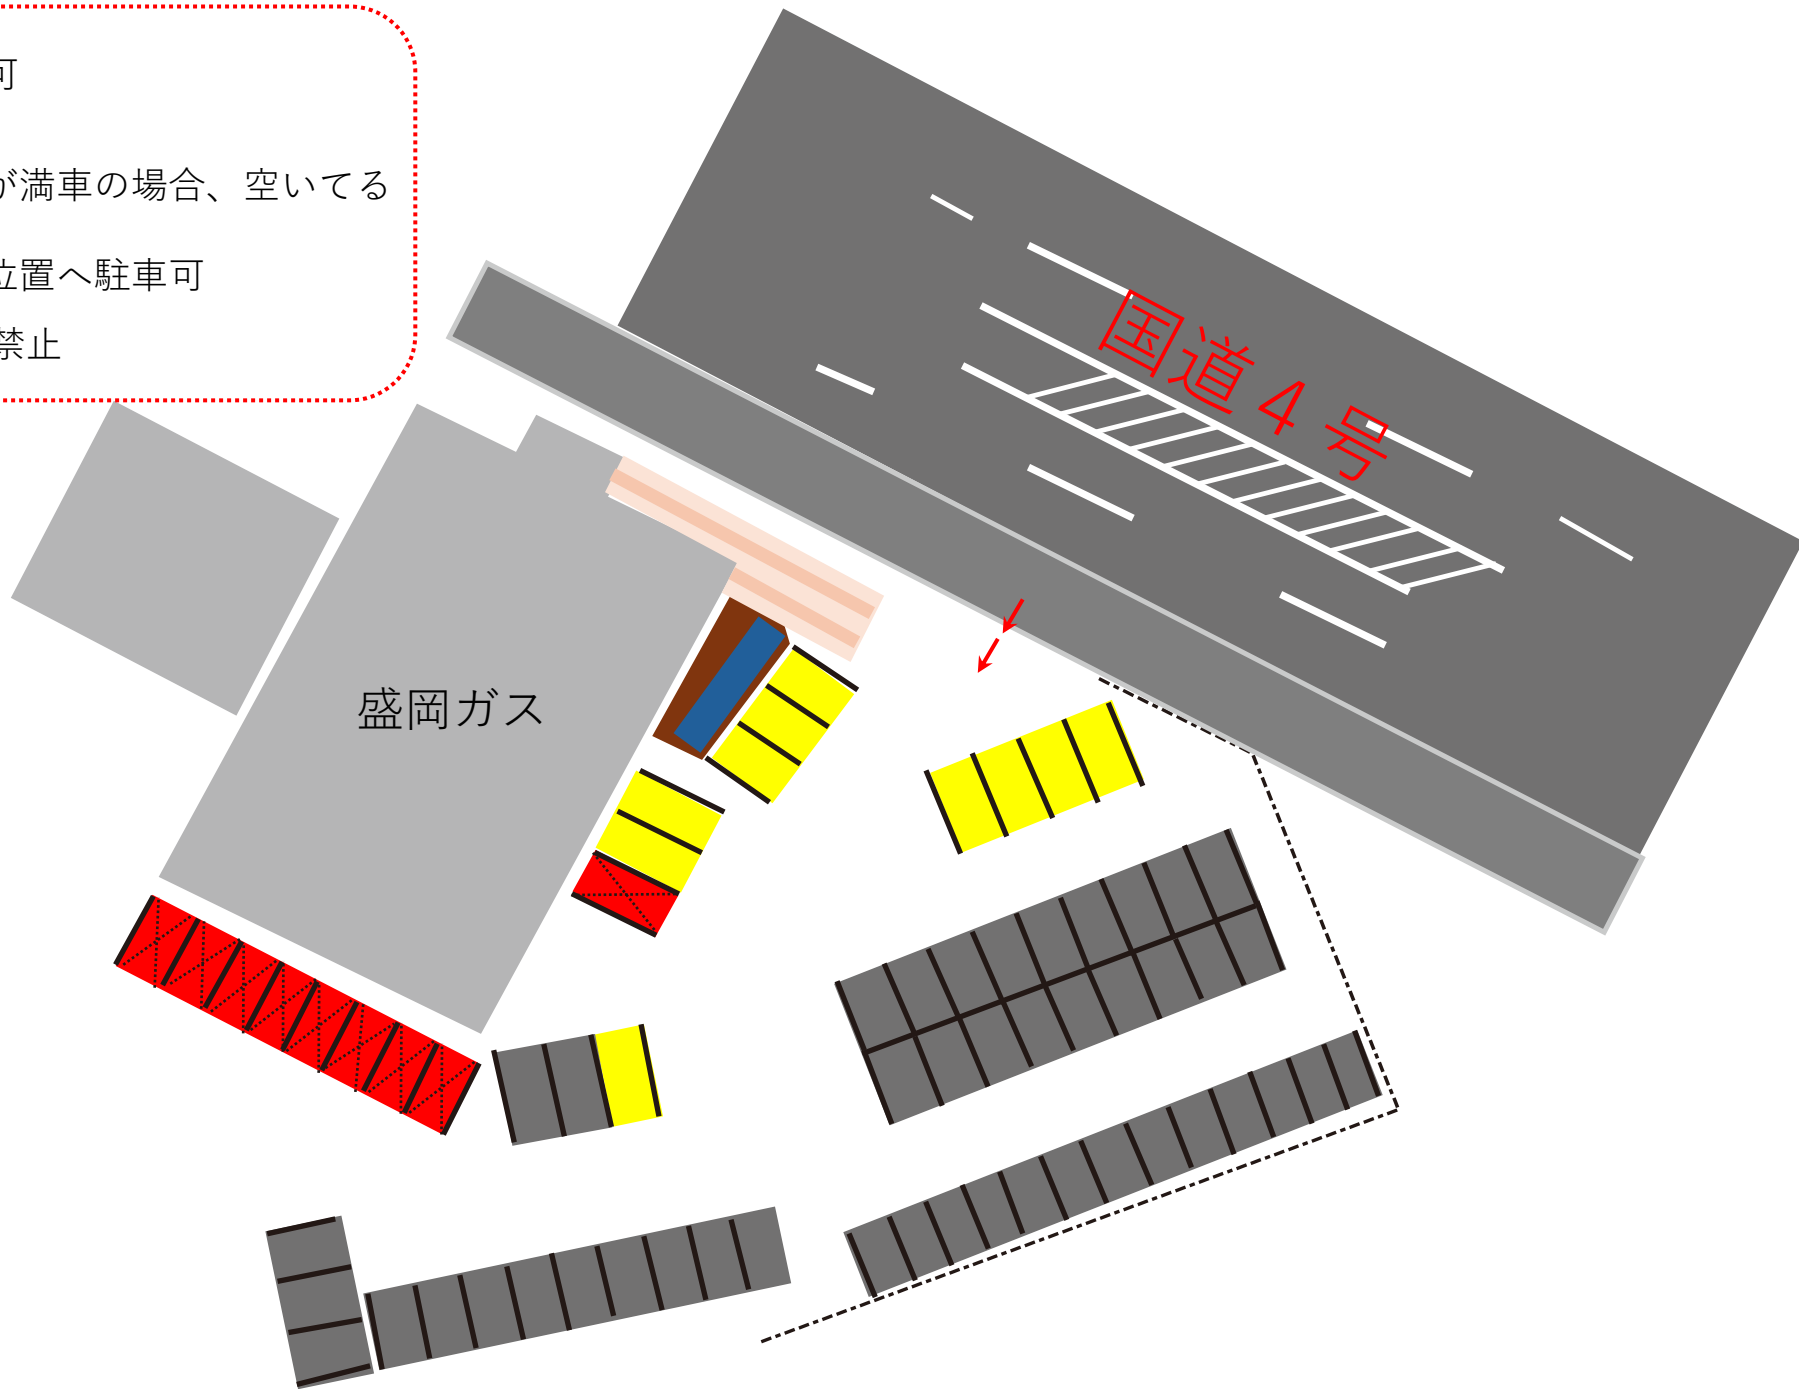 可
が満車の場合、空いてる
位置へ駐車可
禁止
国道４号
盛岡ガス